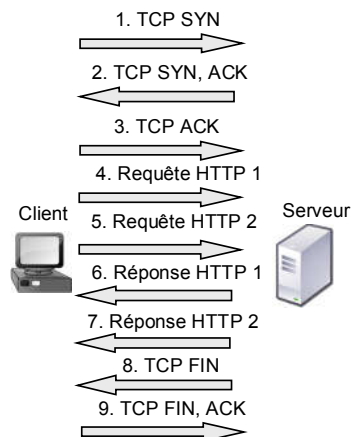 1. TCP SYN
2. TCP SYN, ACK
3. TCP ACK
4. Requête HTTP 1
Client
Serveur
5. Requête HTTP 2
6. Réponse HTTP 1
7. Réponse HTTP 2
8. TCP FIN
9. TCP FIN, ACK